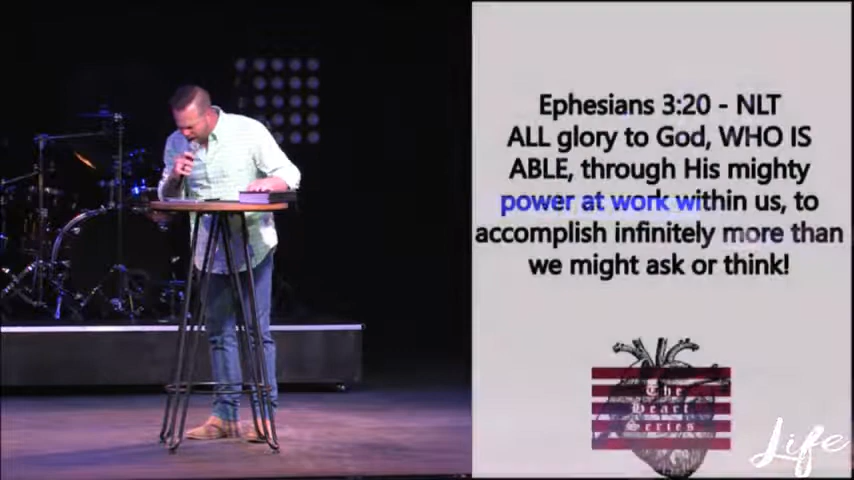 Ephesians 3:20 - NLT
ALL glory to God, WHO IS
ABLE, through His mighty
power at work within us, to
accomplish infinitely more than
we might ask or think!
The
Heart
Series
Life